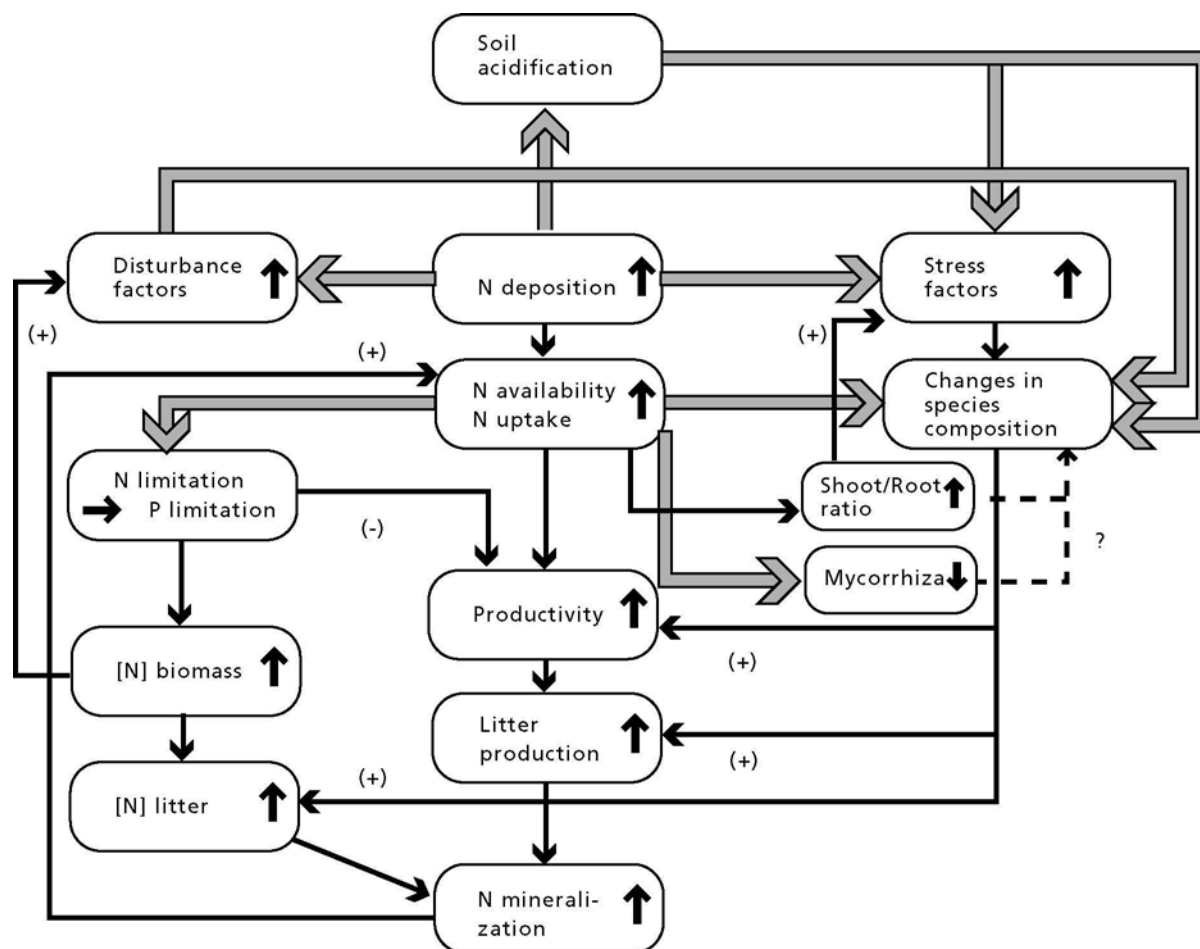 Soil
acidification
Disturbance
factors
N deposition
Stress
factors
(+)
(+)
(+)
N availability
N uptake
Changes in
species
composition
N limitation
P limitation
(-)
Shoot/Root
ratio
?
Mycorrhiza
Productivity
(+)
[N] biomass
Litter
production
(+)
(+)
[N] litter
N minerali-
zation